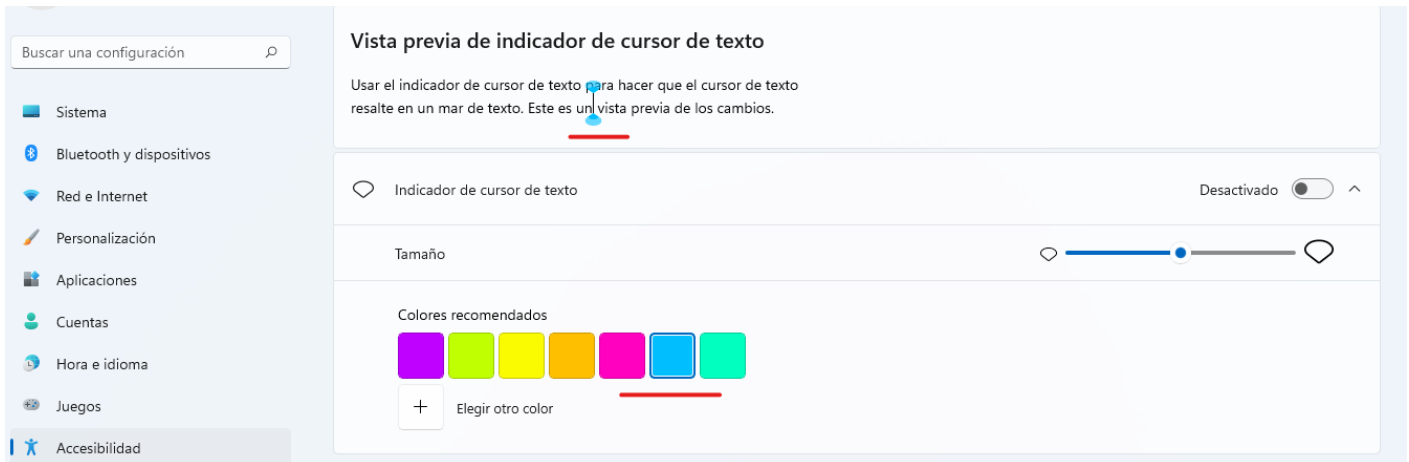 Buscar una configuración
Sistema
Bluetooth y dispositivos
Red e Internet
Personalización
Aplicaciones
Cuentas
Hora e idioma
Juegos
Accesibilidad
Vista previa de indicador de cursor de texto
Usar el indicador de cursor de texto para hacer que el cursor de texto
resalte en un mar de texto. Este es un vista previa de los cambios.
Indicador de cursor de texto
Desactivado
Tamaño
Colores recomendados
Elegir otro color